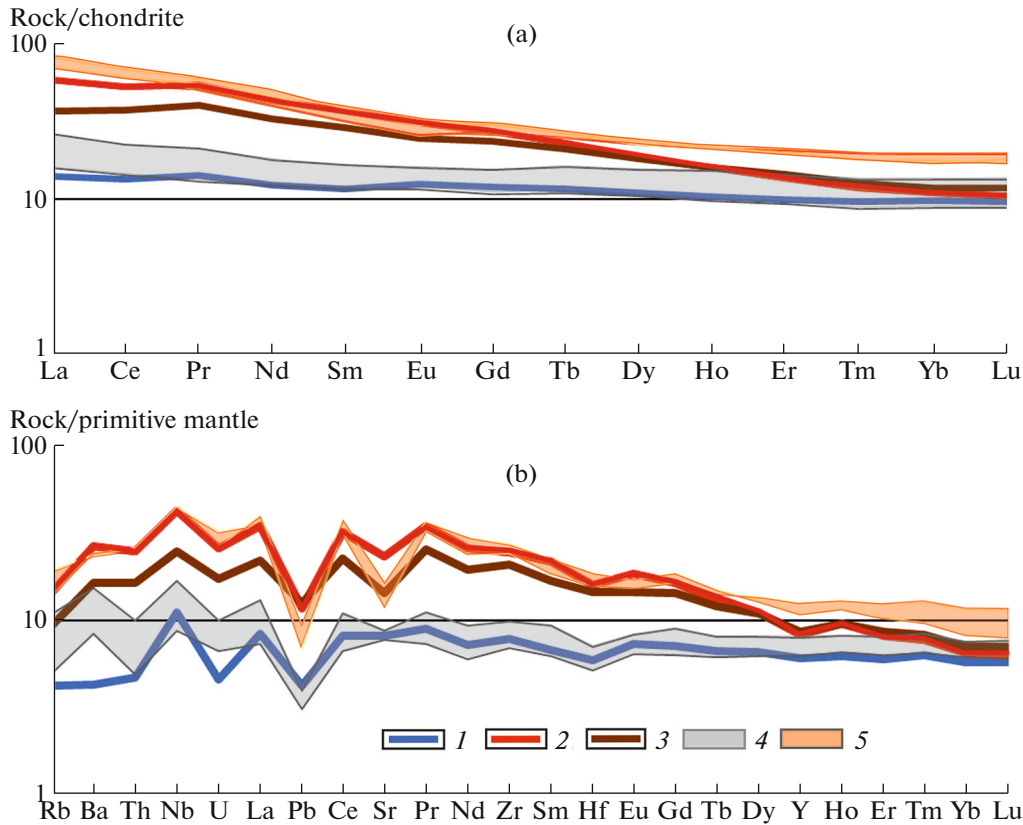 Rock/chondrite
(a)
100
10
1
La Ce Pr Nd Sm Eu Gd Tb Dy Ho Er Tm Yb Lu
Rock/primitive mantle
100
(b)
10
1 2 3 4 5
1
Rb Ba Th Nb U La Pb Ce Sr Pr Nd Zr Sm Hf Eu Gd Tb Dy Y Ho Er Tm Yb Lu